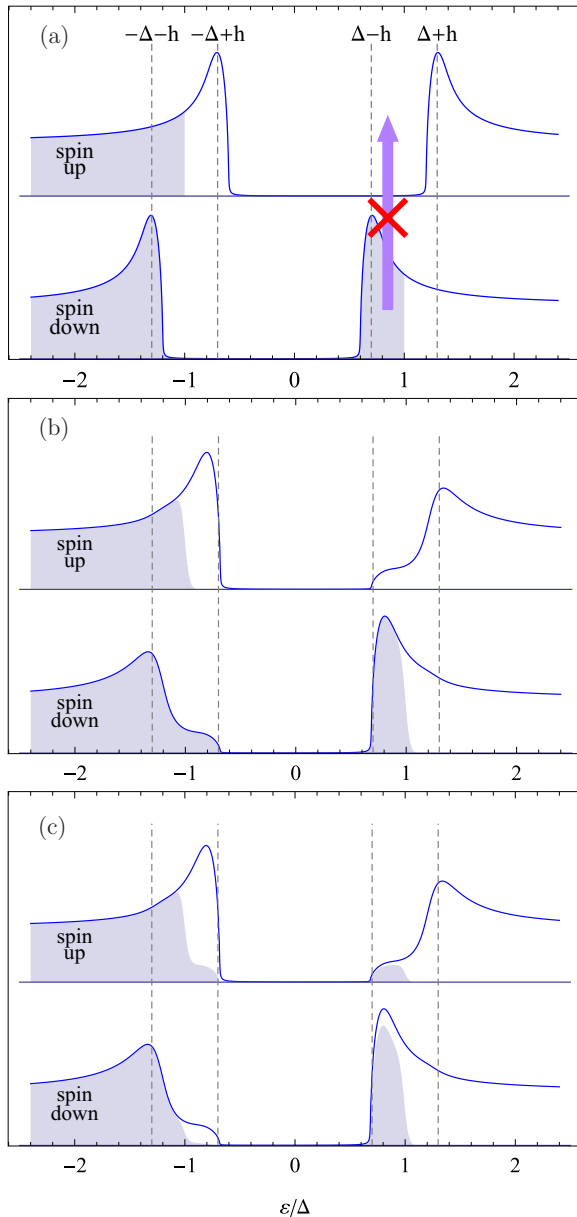 (a)
−Δ−h −Δ+h Δ−h Δ+h
spin
up
spin
down
−2 −1 0 1 2
(b)
spin
up
spin
down
−2 −1 0 1 2
(c)
spin
up
spin
down
−2 −1 0 1 2
ε/Δ